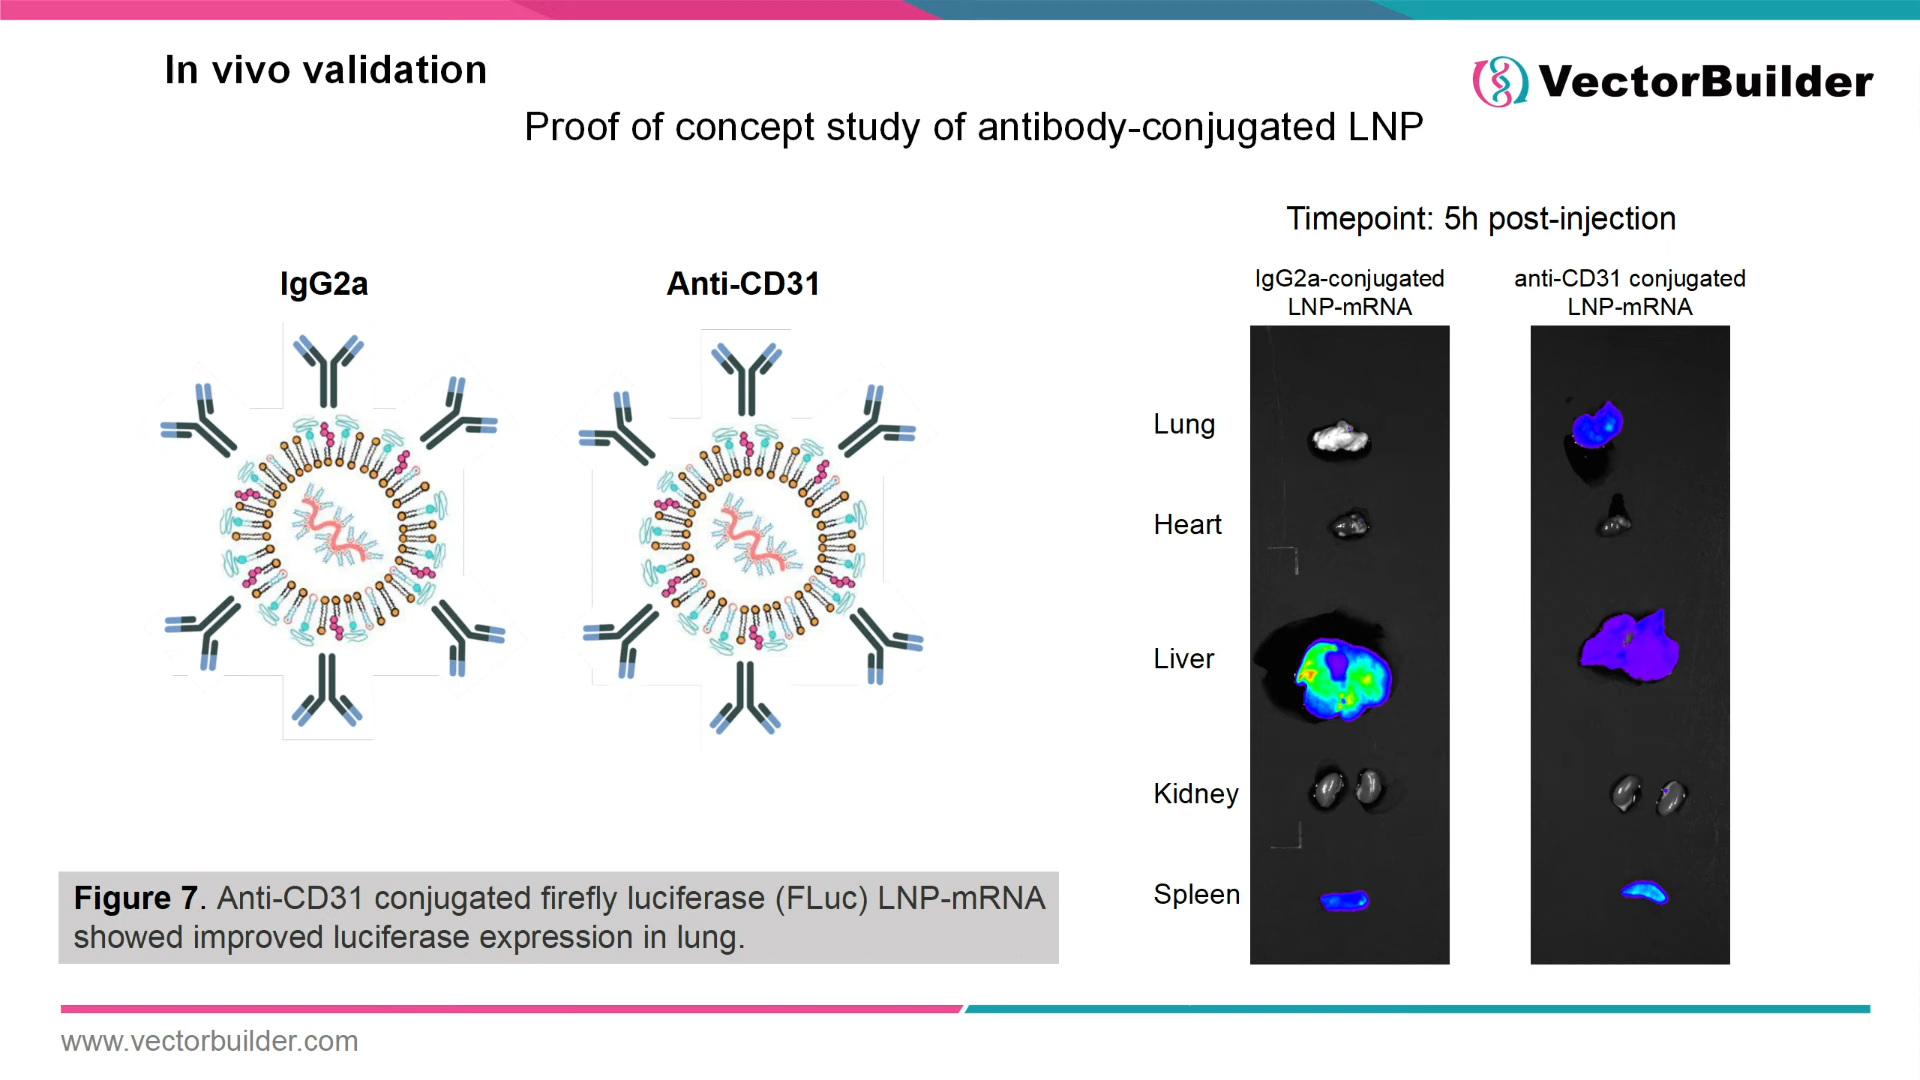 In vivo validation
VectorBuilder
Proof of concept study of antibody-conjugated LNP
Timepoint: 5h post-injection
IgG2a
Anti-CD31
IgG2a-conjugated
LNP-mRNA
anti-CD31 conjugated
LNP-mRNA
Lung
Heart
Liver
Kidney
Spleen
Figure 7. Anti-CD31 conjugated firefly luciferase (FLuc) LNP-mRNA
showed improved luciferase expression in lung.
www.vectorbuilder.com